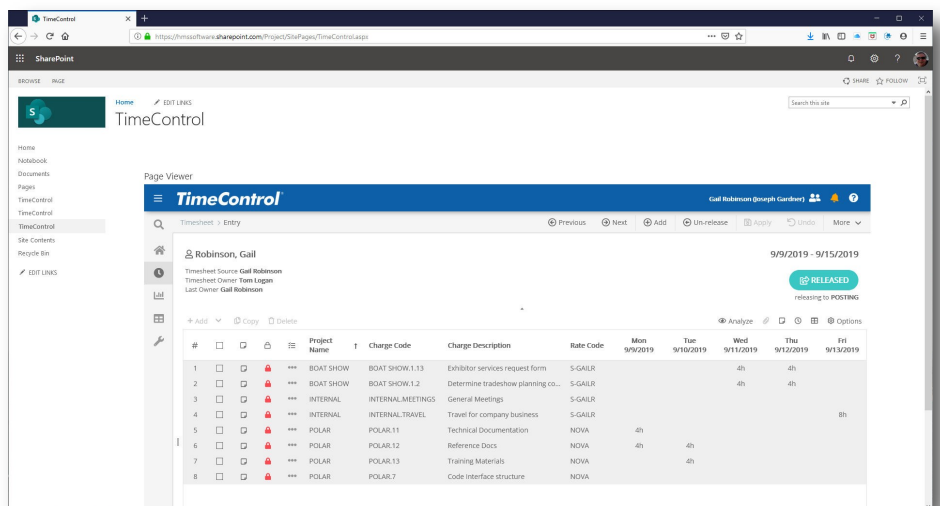 TimeControl
https://hmssoftware.sharepoint.com/Project/SitePages/TimeControl.aspx
SharePoint
BROWSE PAGE
SHARE FOLLOW
S
Home EDIT LINKS
TimeControl
Search this site
Home
Notebook
Documents
Pages
TimeControl
TimeControl
TimeControl
Site Contents
Recycle Bin
EDIT LINKS
Page Viewer
TimeControl®
Gail Robinson (Joseph Gardner)
Timesheet > Entry
Previous Next Add Un-release Apply Undo More
Robinson, Gail
9/9/2019 - 9/15/2019
Timesheet Source Gail Robinson
Timesheet Owner Tom Logan
Last Owner Gail Robinson
RELEASED
releasing to POSTING
+ Add Copy Delete
Analyze Options
# Project Name ↑ Charge Code Charge Description Rate Code Mon 9/9/2019 Tue 9/10/2019 Wed 9/11/2019 Thu 9/12/2019 Fri 9/13/2019
1 BOAT SHOW BOAT SHOW.1.13 Exhibitor services request form S-GAILR 4h 4h
2 BOAT SHOW BOAT SHOW.1.2 Determine tradeshow planning co... S-GAILR 4h 4h
3 INTERNAL INTERNAL.MEETINGS General Meetings S-GAILR
4 INTERNAL INTERNAL.TRAVEL Travel for company business S-GAILR 8h
5 POLAR POLAR.11 Technical Documentation NOVA 4h
6 POLAR POLAR.12 Reference Docs NOVA 4h 4h
7 POLAR POLAR.13 Training Materials NOVA 4h
8 POLAR POLAR.7 Code interface structure NOVA